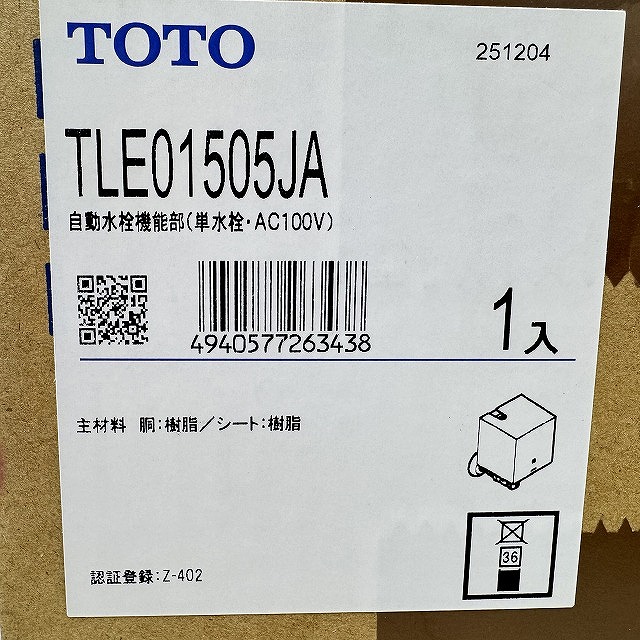 TOTO
251204
TLE01505JA
自動水栓機能部(単水栓・AC100V)
4940577263438
1入
主材料 胴:樹脂/シート:樹脂
36
認証登録:Z-402